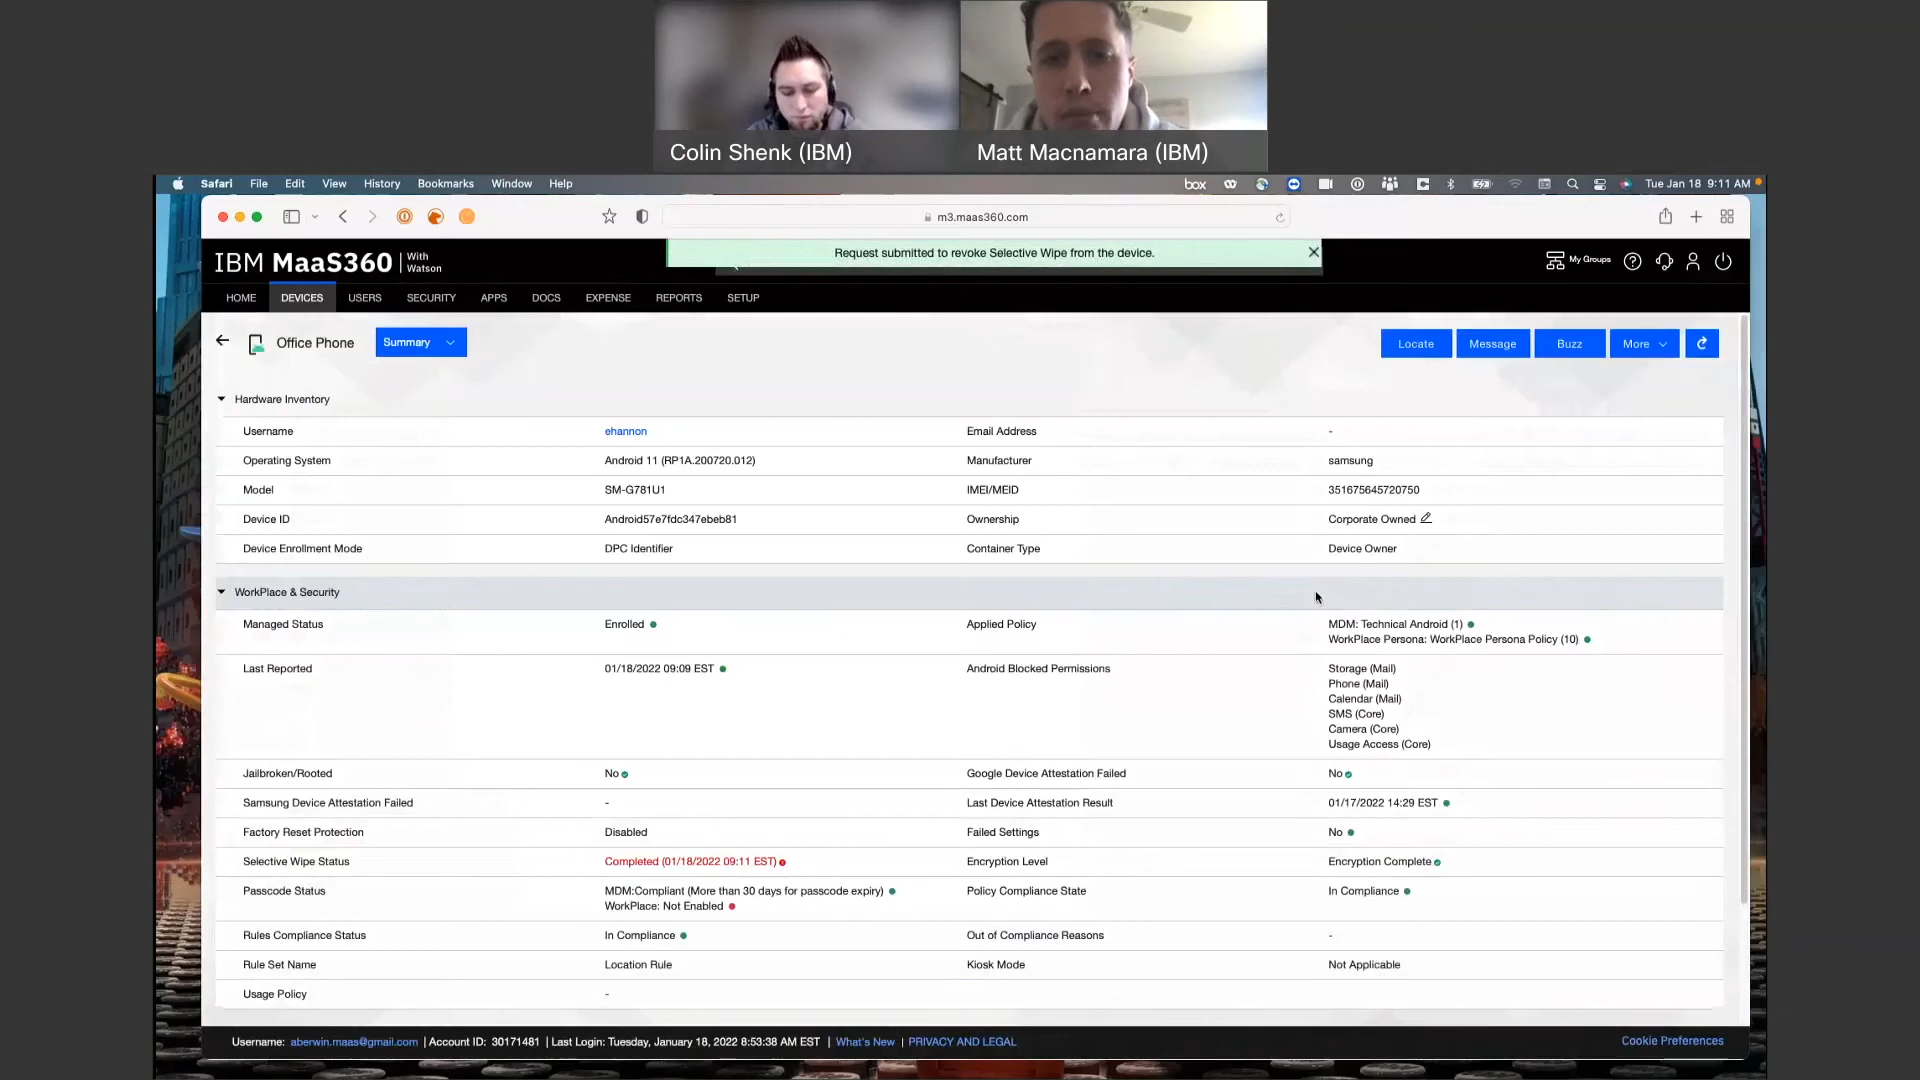 Colin Shenk (IBM)
Matt Macnamara (IBM)
Safari File Edit View History Bookmarks Window Help
box
Tue Jan 18 9:11 AM
m3.maas360.com
IBM MaaS360 With Watson
Request submitted to revoke Selective Wipe from the device.
My Groups
HOME DEVICES USERS SECURITY APPS DOCS EXPENSE REPORTS SETUP
Office Phone Summary
Locate Message Buzz More
Hardware Inventory
Username ehannon Email Address -
Operating System Android 11 (RP1A.200720.012) Manufacturer samsung
Model SM-G781U1 IMEI/MEID 351675645720750
Device ID Android57e7fdc347ebeb81 Ownership Corporate Owned
Device Enrollment Mode DPC Identifier Container Type Device Owner
WorkPlace & Security
Managed Status Enrolled Applied Policy MDM: Technical Android (1)
WorkPlace Persona: WorkPlace Persona Policy (10)
Last Reported 01/18/2022 09:09 EST Android Blocked Permissions Storage (Mail)
Phone (Mail)
Calendar (Mail)
SMS (Core)
Camera (Core)
Usage Access (Core)
Jailbroken/Rooted No Google Device Attestation Failed No
Samsung Device Attestation Failed - Last Device Attestation Result 01/17/2022 14:29 EST
Factory Reset Protection Disabled Failed Settings No
Selective Wipe Status Completed (01/18/2022 09:11 EST) Encryption Level Encryption Complete
Passcode Status MDM:Compliant (More than 30 days for passcode expiry) Policy Compliance State In Compliance
WorkPlace: Not Enabled
Rules Compliance Status In Compliance Out of Compliance Reasons -
Rule Set Name Location Rule Kiosk Mode Not Applicable
Usage Policy -
Username: aberwin.maas@gmail.com | Account ID: 30171481 | Last Login: Tuesday, January 18, 2022 8:53:38 AM EST | What's New | PRIVACY AND LEGAL Cookie Preferences